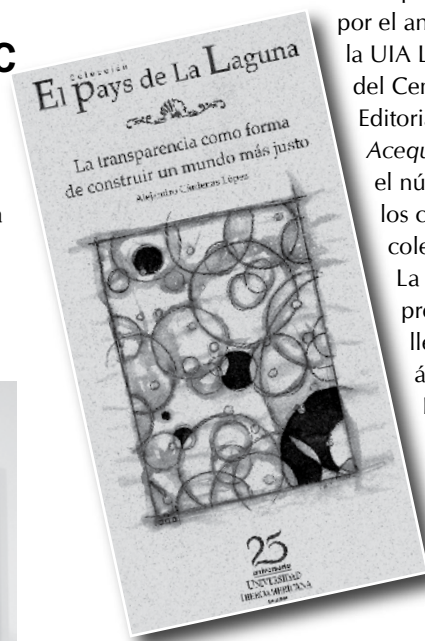 c
colección
El Pays de La Laguna
La transparencia como forma
de construir un mundo más justo
Alejandro Cárdenas López
25
aniversario
UNIVERSIDAD
IBEROAMERICANA
por el an
la UIA L
del Cen
Editoria
Acequ
el nú
los c
cole
La
pr
lle
á